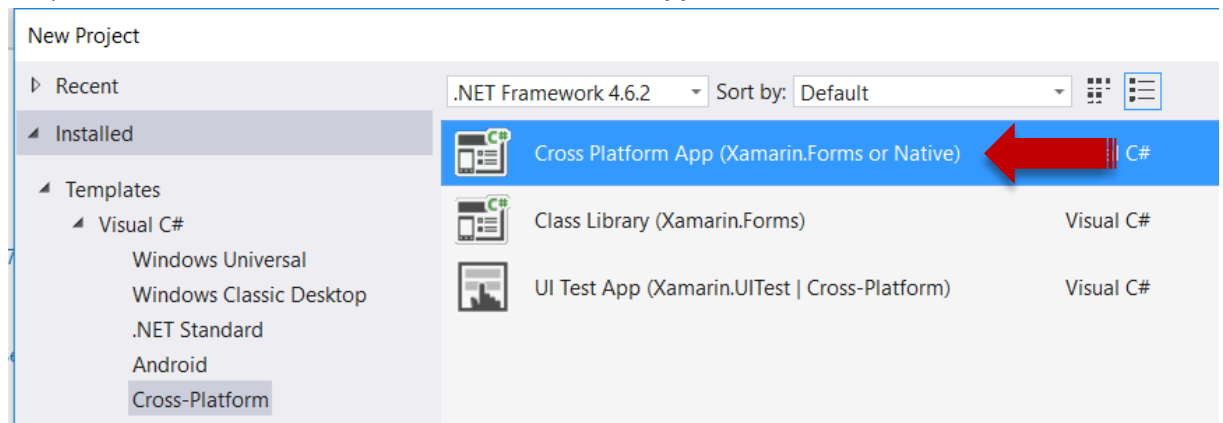 New Project
Recent
.NET Framework 4.6.2 Sort by: Default
Installed
Cross Platform App (Xamarin.Forms or Native) C#
Templates
Visual C#
Class Library (Xamarin.Forms) Visual C#
Windows Universal
Windows Classic Desktop
UI Test App (Xamarin.UITest | Cross-Platform) Visual C#
.NET Standard
Android
Cross-Platform